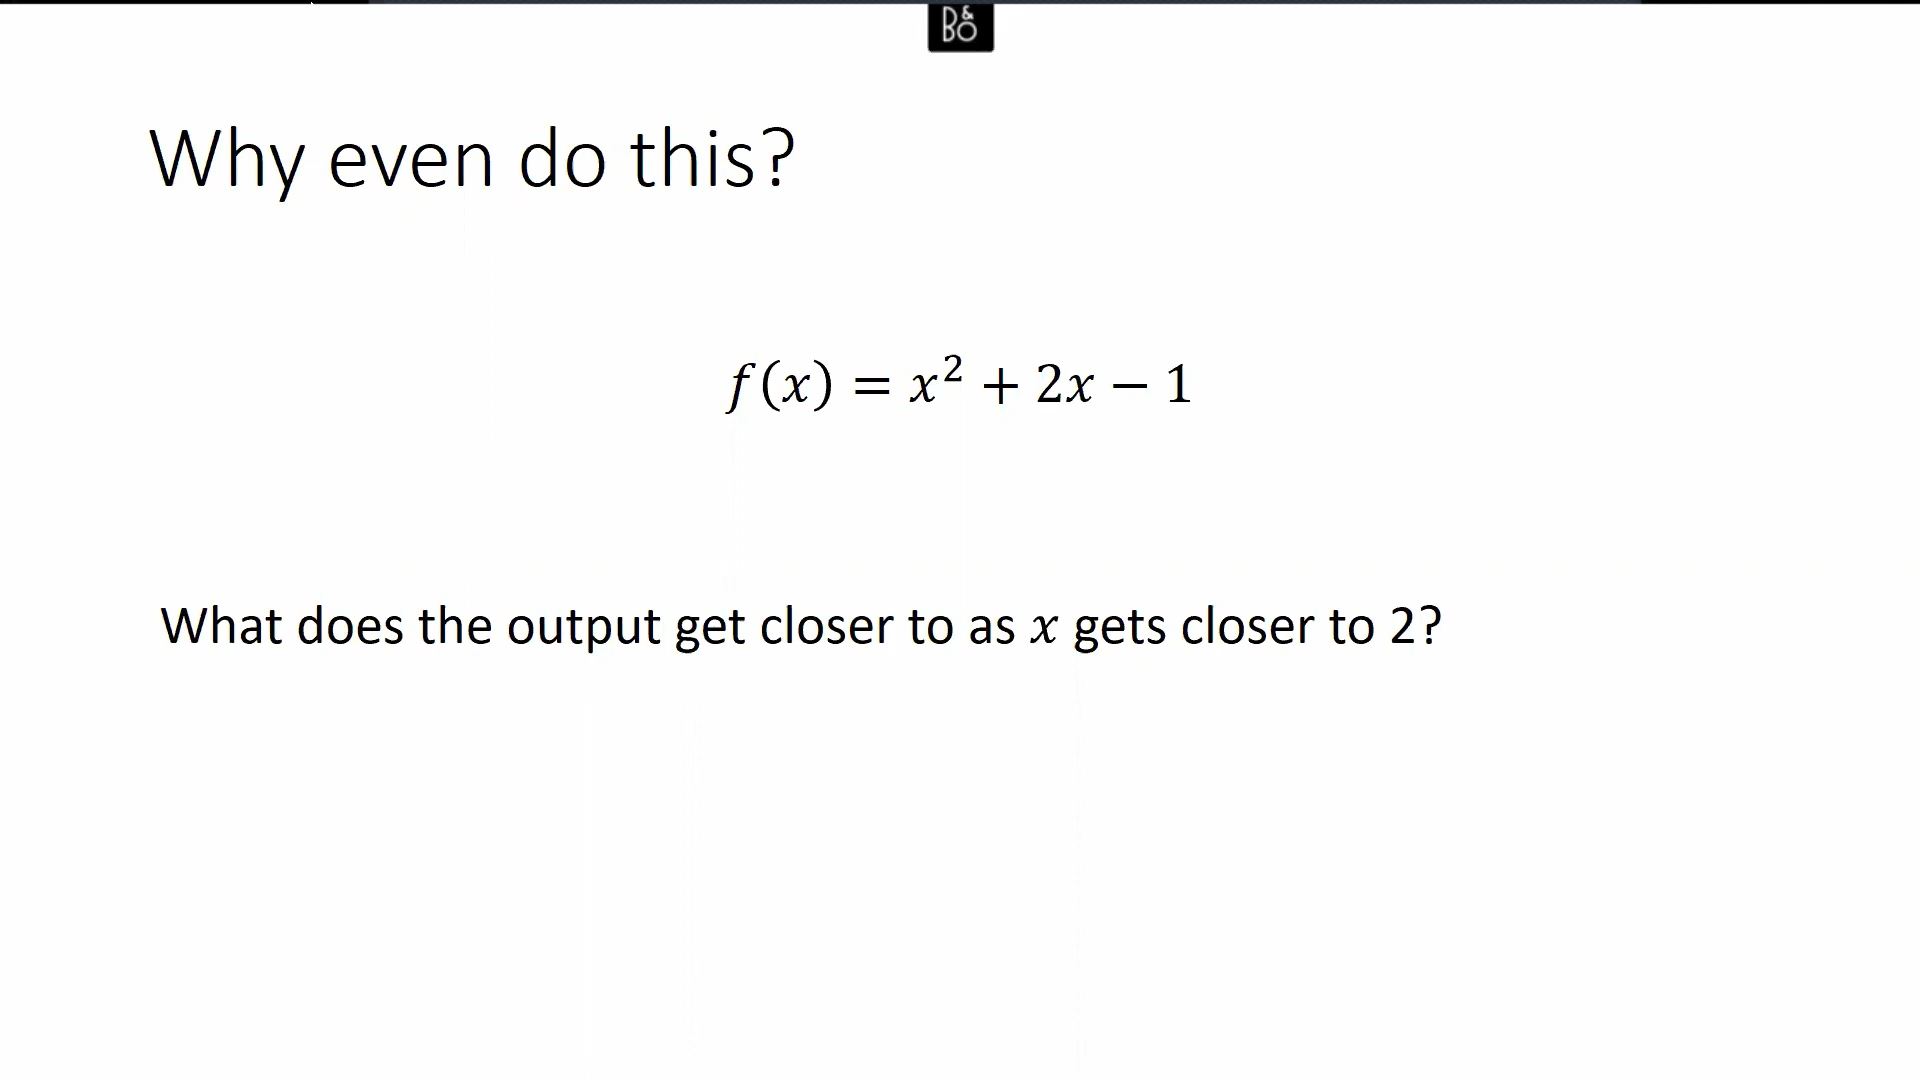 B&O
Why even do this?
f(x) = x² + 2x − 1
What does the output get closer to as x gets closer to 2?